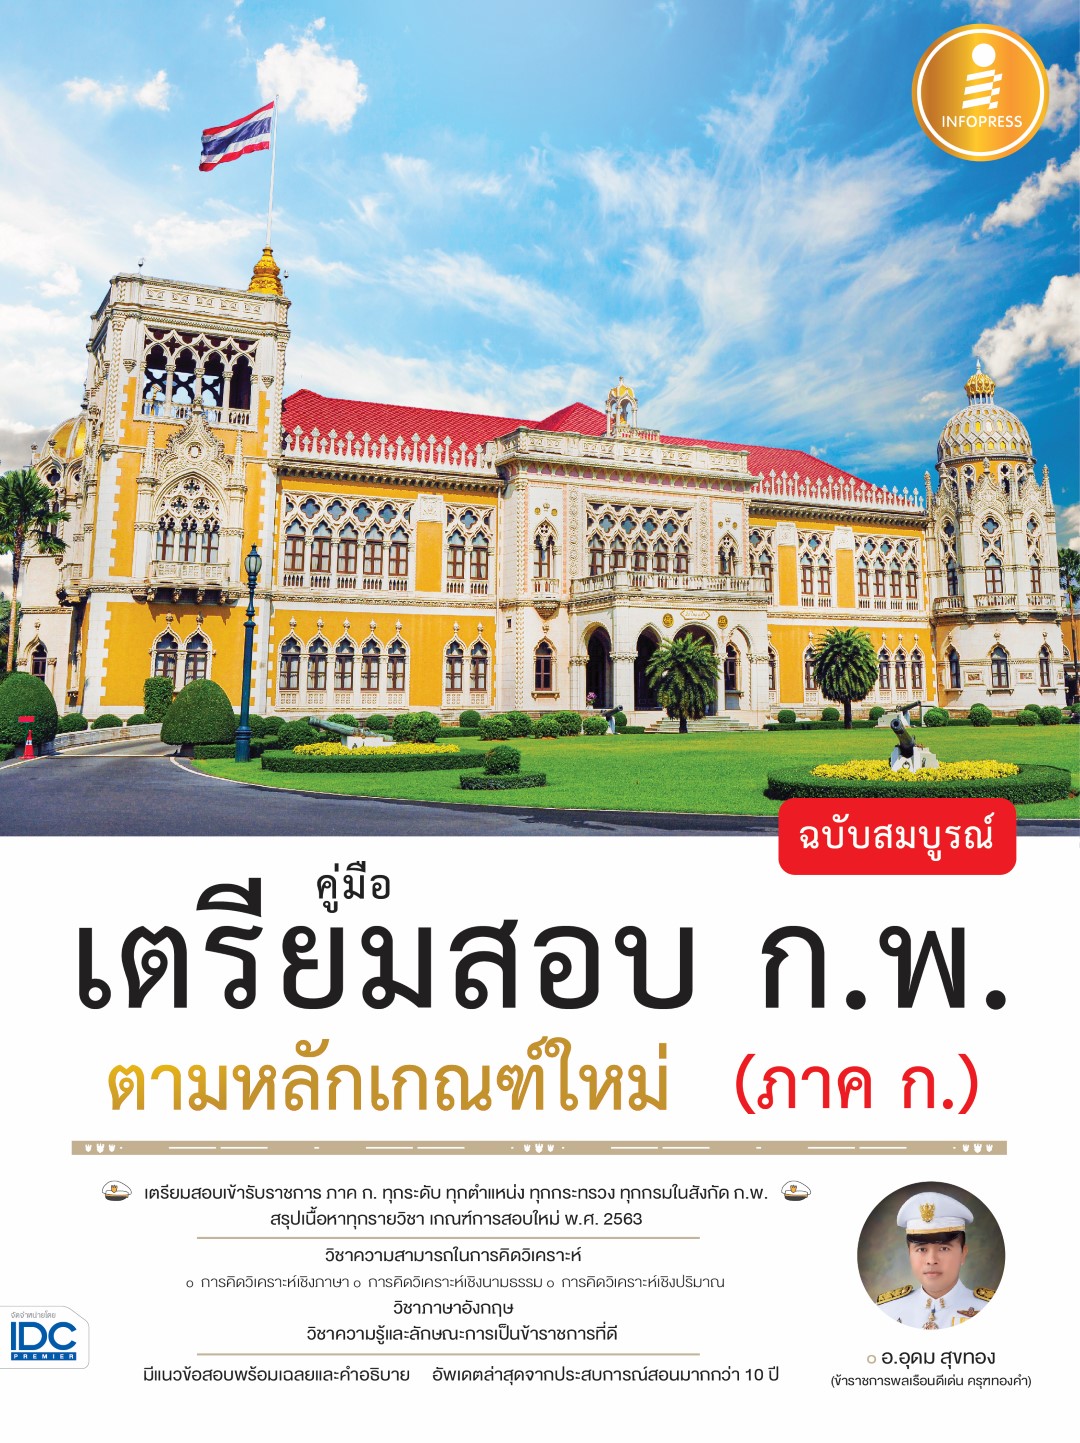 INFOPRESS
ฉบับสมบูรณ์
คู่มือ
เตรียมสอบ ก.พ.
ตามหลักเกณฑ์ใหม่ (ภาค ก.)
เตรียมสอบเข้ารับราชการ ภาค ก. ทุกระดับ ทุกตำแหน่ง ทุกกระทรวง ทุกกรมในสังกัด ก.พ.
สรุปเนื้อหาทุกรายวิชา เกณฑ์การสอบใหม่ พ.ศ. 2563
วิชาความสามารถในการคิดวิเคราะห์
o การคิดวิเคราะห์เชิงภาษา o การคิดวิเคราะห์เชิงนามธรรม o การคิดวิเคราะห์เชิงปริมาณ
วิชาภาษาอังกฤษ
วิชาความรู้และลักษณะการเป็นข้าราชการที่ดี
มีแนวข้อสอบพร้อมเฉลยและคำอธิบาย อัพเดตล่าสุดจากประสบการณ์สอนมากกว่า 10 ปี
จัดจำหน่ายโดย
IDC
PREMIER
o อ.อุดม สุขทอง
(ข้าราชการพลเรือนดีเด่น ครุฑทองคำ)